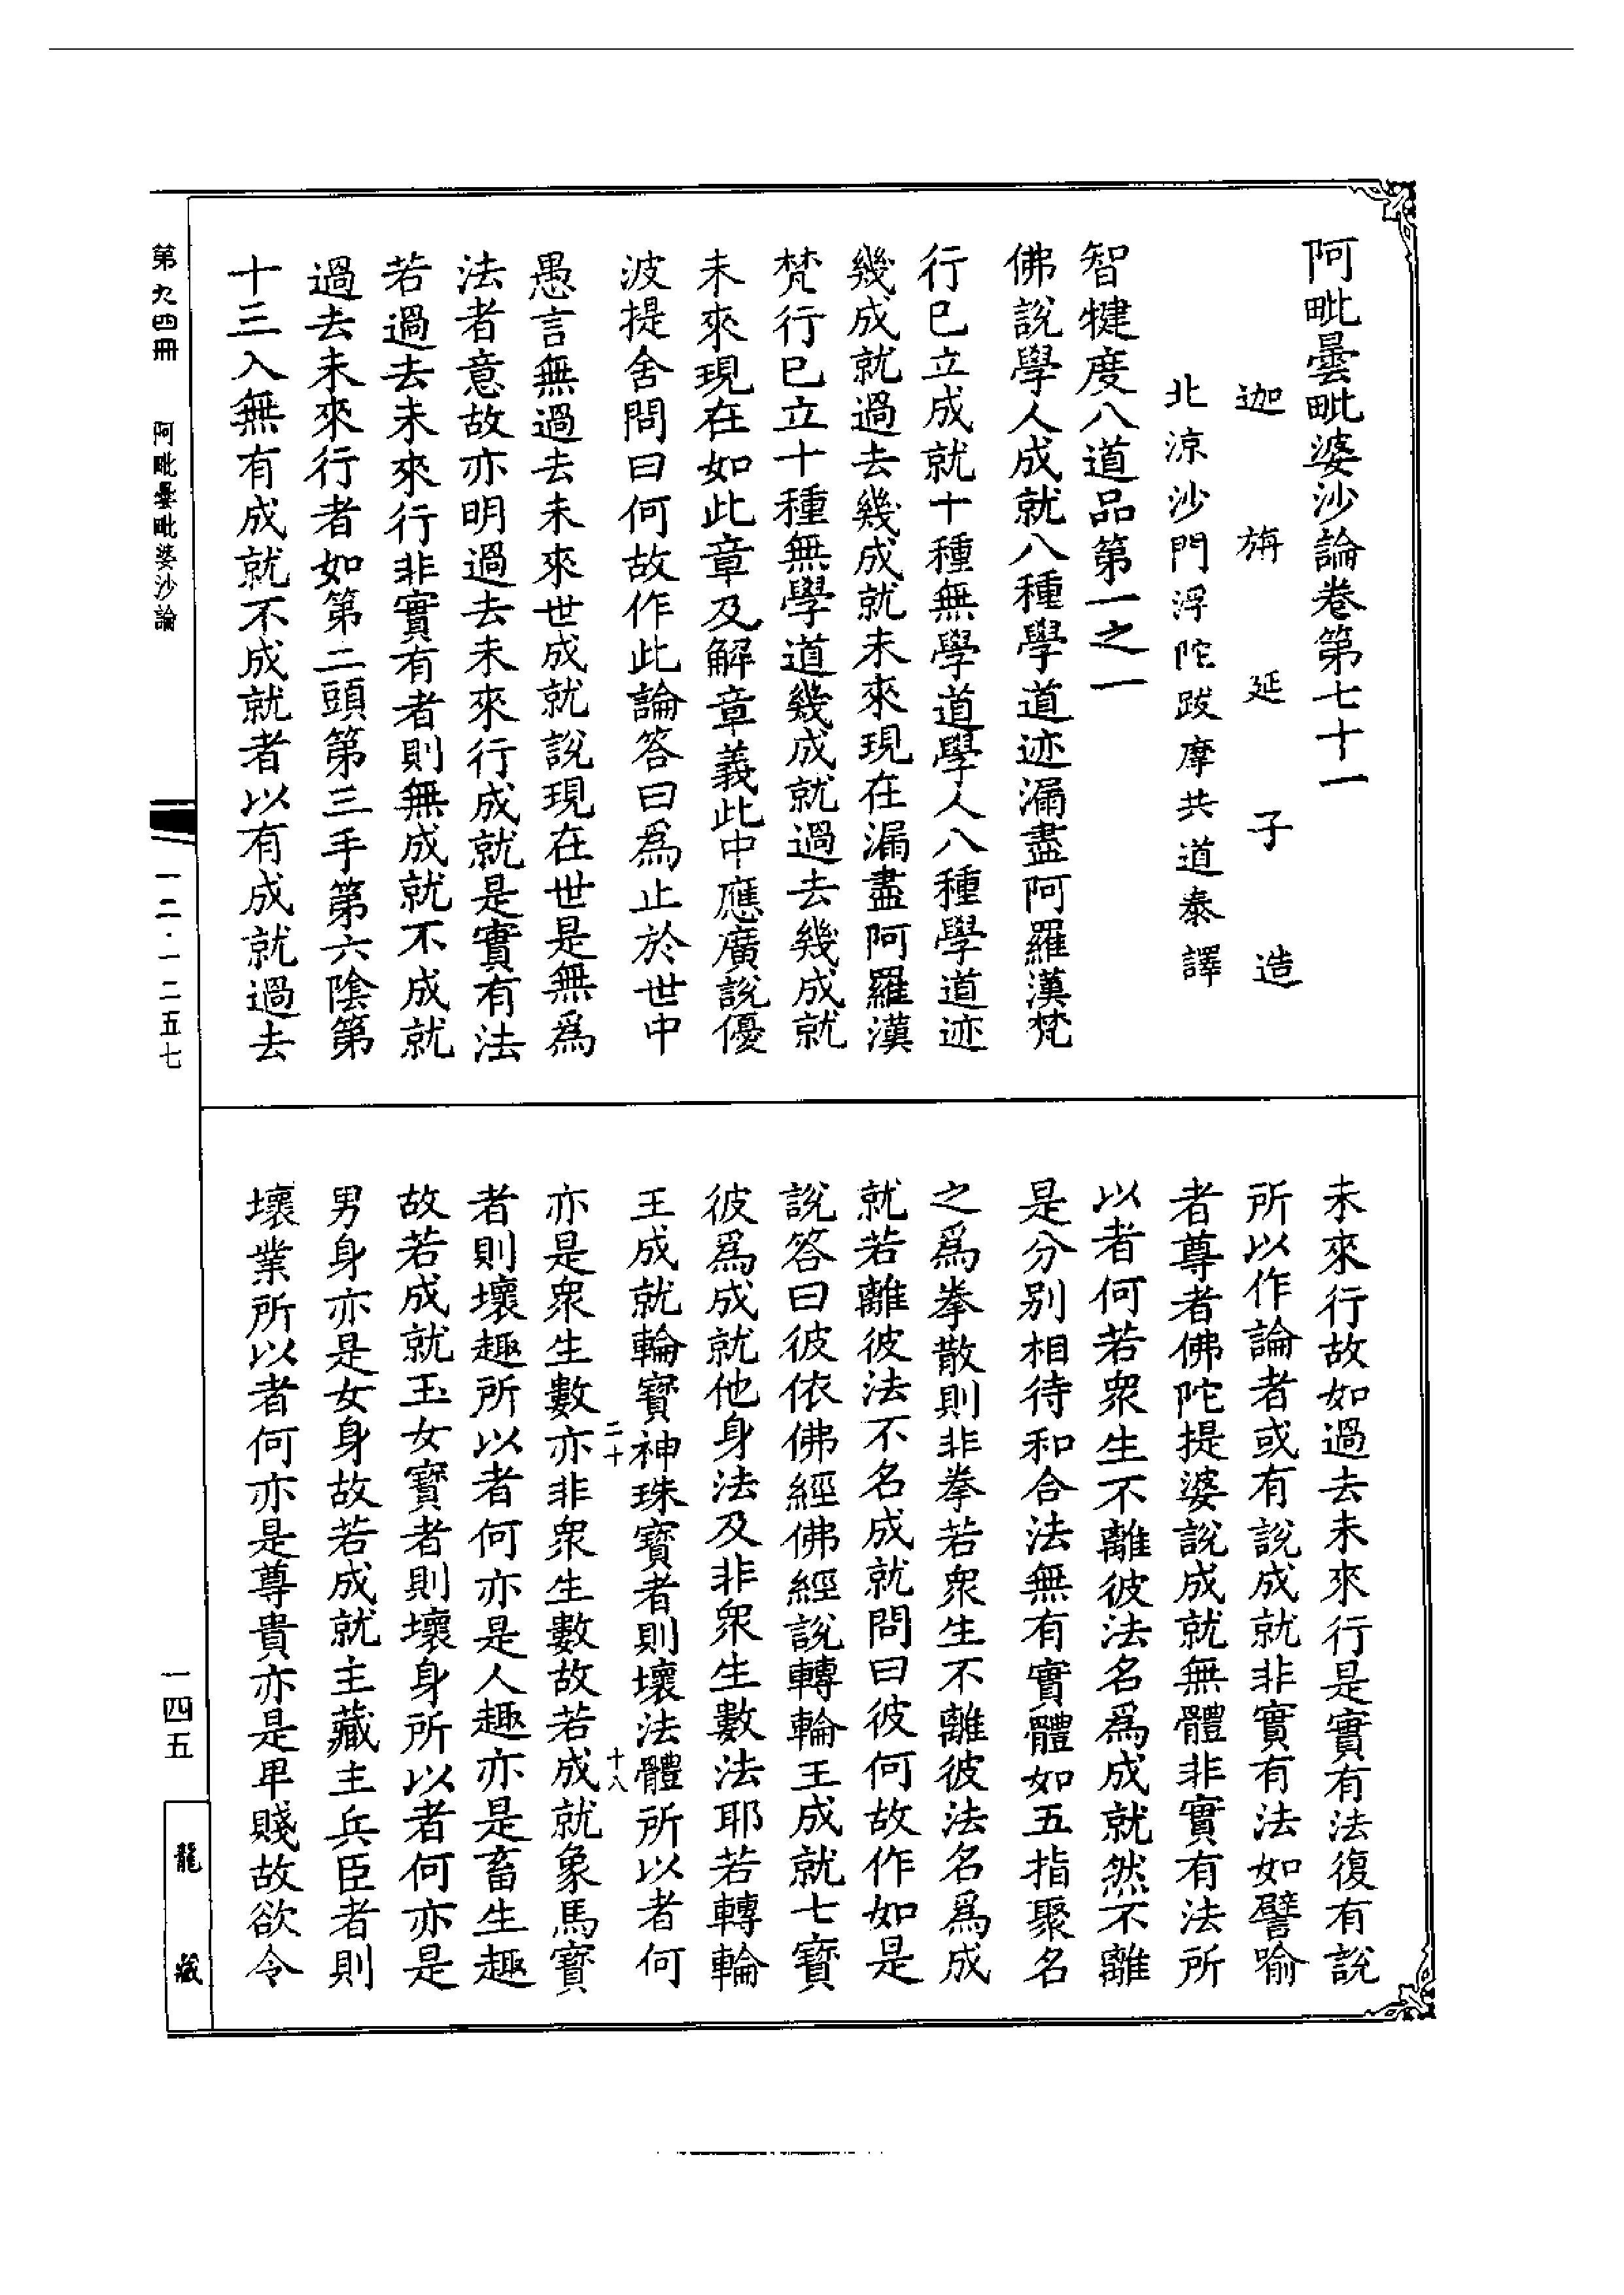 阿毗曇毗婆沙論卷第七十一
迦旃延子造
北涼沙門浮陀跋摩共道泰譯
智犍度八道品第一之一
佛說學人成就八種學道迹漏盡阿羅漢梵
行已立成就十種無學道學人八種學道迹
幾成就過去幾成就未來現在漏盡阿羅漢
梵行已立十種無學道幾成就過去幾成就
未來現在如此章及解章義此中應廣說優
波提舍問曰何故作此論答曰為止於世中
愚言無過去未來世成就說現在世是無為
法者意故亦明過去未來行成就是實有法
若過去未來行非實有者則無成就不成就
過去未來行者如第二頭第三手第六陰第
十三入無有成就不成就者以有成就過去
未來行故如過去未來行是實有法復有說
所以作論者或有說成就非實有法如譬喻
者尊者佛陀提婆說成就無體非實有法所
以者何若衆生不離彼法名為成就然不離
是分別相待和合法無有實體如五指聚名
之為拳散則非拳若衆生不離彼法名為成
就若離彼法不名成就問曰彼何故作如是
說答曰彼依佛經佛經說轉輪王成就七寶
彼為成就他身法及非衆生數法耶若轉輪
王成就輪寶神珠寶者則壞法體所以者何
二十
十八
亦是衆生數亦非衆生數故若成就象馬寶
者則壞趣所以者何亦是人趣亦是畜生趣
故若成就玉女寶者則壞身所以者何亦是
男身亦是女身故若成就主藏主兵臣者則
壞業所以者何亦是尊貴亦是卑賤故欲令
第九四冊
阿毗曇毗婆沙論
一二·一二五七
一四五
龍藏